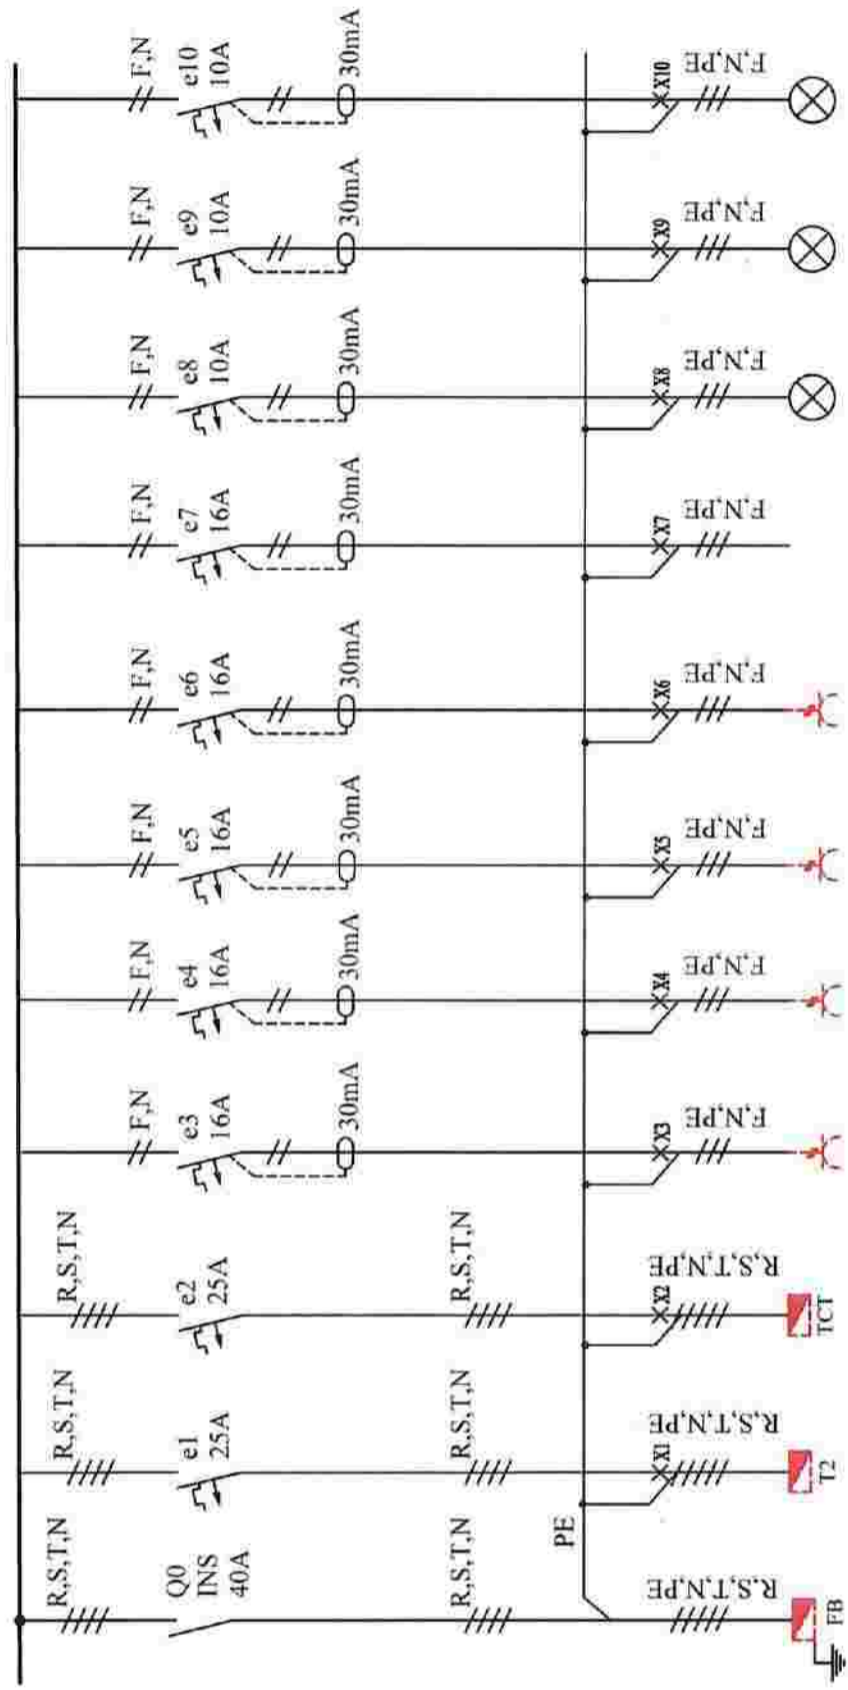 R,S,T,N
Q0
INS
40A
R,S,T,N
PE
R,S,T,N,PE
FB
R,S,T,N
e1
25A
R,S,T,N
X1
R,S,T,N,PE
T2
R,S,T,N
e2
25A
R,S,T,N
X2
R,S,T,N,PE
TCT
F,N
e3
16A
30mA
X3
F,N,PE
F,N
e4
16A
30mA
X4
F,N,PE
F,N
e5
16A
30mA
X5
F,N,PE
F,N
e6
16A
30mA
X6
F,N,PE
F,N
e7
16A
30mA
X7
F,N,PE
F,N
e8
10A
30mA
X8
F,N,PE
F,N
e9
10A
30mA
X9
F,N,PE
F,N
e10
10A
30mA
X10
F,N,PE